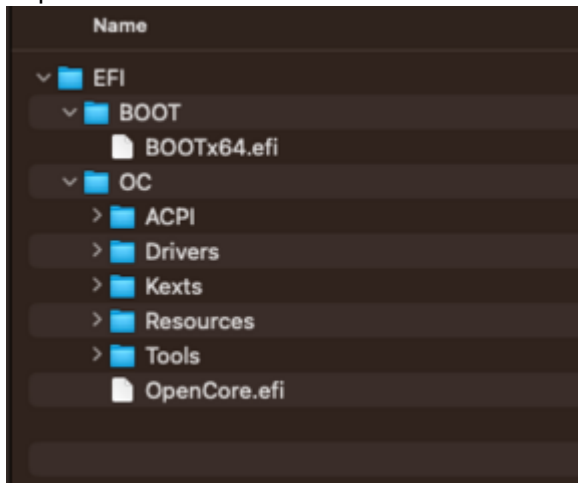 Name
EFI
BOOT
BOOTx64.efi
OC
ACPI
Drivers
Kexts
Resources
Tools
OpenCore.efi